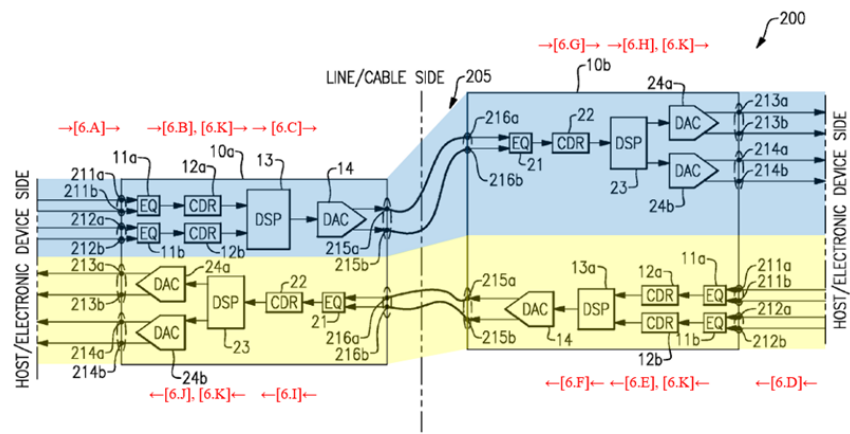 →[6.G]← →[6.H], [6.K]←
200
LINE/CABLE SIDE
205
10b
24a
→[6.A]← →[6.B], [6.K]← →[6.C]←
216a
22
213a
213b
DAC
EQ
CDR
DSP
11a
12a
10a
13
14
21
214a
214b
216b
23
DAC
24b
211a
211b
EQ
CDR
DSP
DAC
212a
212b
EQ
CDR
11b
12b
215a
215b
HOST/ELECTRONIC DEVICE SIDE
HOST/ELECTRONIC DEVICE SIDE
213a
213b
DAC
24a
22
DSP
CDR
EQ
21
216a
216b
214a
214b
DAC
24b
23
215a
215b
13a
12a
11a
211a
211b
DAC
DSP
CDR
EQ
14
CDR
EQ
212a
212b
11b
12b
←[6.J], [6.K]← ←[6.I]←
←[6.F]← ←[6.E], [6.K]← ←[6.D]←